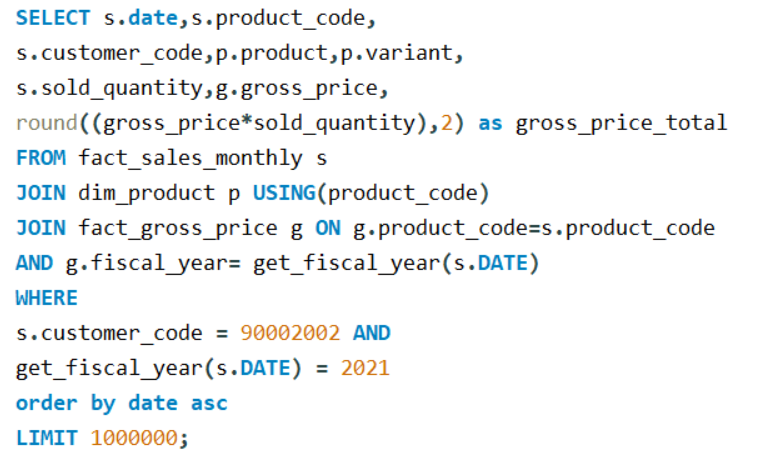 SELECT s.date,s.product_code,
s.customer_code,p.product,p.variant,
s.sold_quantity,g.gross_price,
round((gross_price*sold_quantity),2) as gross_price_total
FROM fact_sales_monthly s
JOIN dim_product p USING(product_code)
JOIN fact_gross_price g ON g.product_code=s.product_code
AND g.fiscal_year= get_fiscal_year(s.DATE)
WHERE
s.customer_code = 90002002 AND
get_fiscal_year(s.DATE) = 2021
order by date asc
LIMIT 1000000;